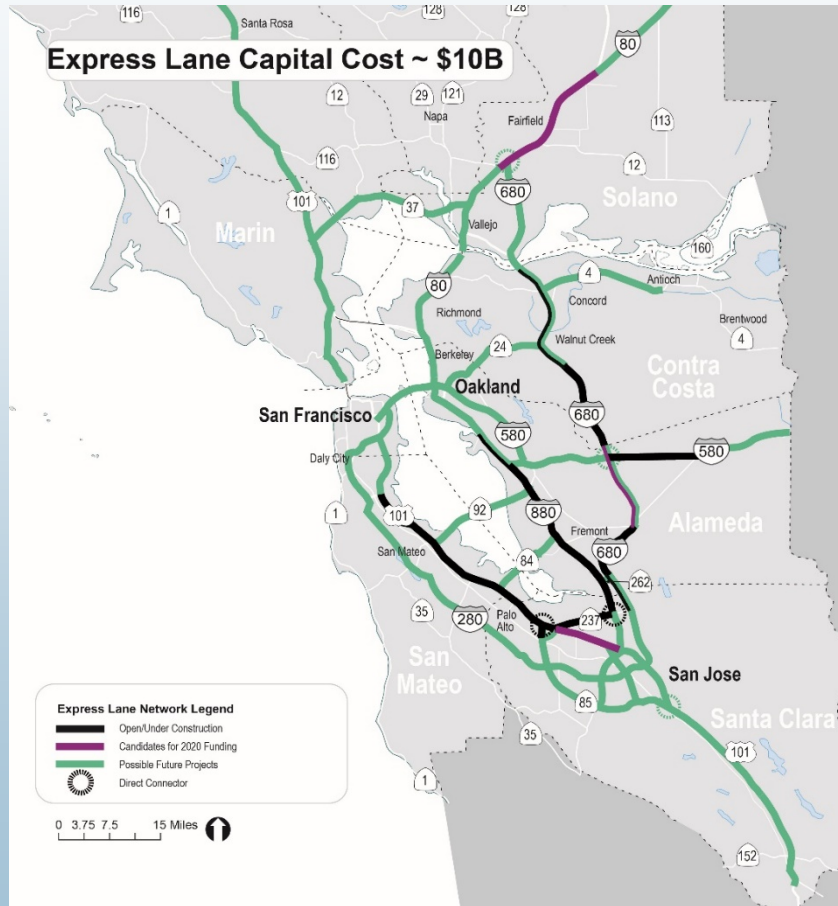 116
Santa Rosa
128
128
80
Express Lane Capital Cost ~ $10B
12
29
121
Napa
Fairfield
113
116
12
680
Solano
1
101
37
Marin
Vallejo
160
80
4
Antioch
Concord
Richmond
Brentwood
4
Walnut Creek
Berkeley
24
Contra
Costa
Oakland
San Francisco
680
580
580
Daly City
92
880
1
101
Alameda
Fremont
San Mateo
84
680
262
35
280
Palo
Alto
237
San
Mateo
San Jose
85
Santa Clara
35
101
1
152
Express Lane Network Legend
Open/Under Construction
Candidates for 2020 Funding
Possible Future Projects
Direct Connector
0 3.75 7.5 15 Miles